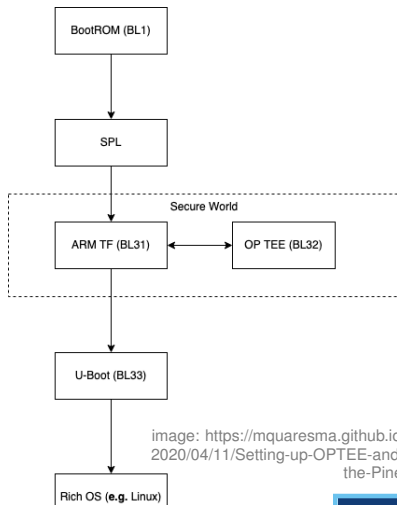 BootROM (BL1)
SPL
Secure World
ARM TF (BL31)
OP TEE (BL32)
U-Boot (BL33)
image: https://mquaresma.github.io
2020/04/11/Setting-up-OPTEE-and
the-Pine
Rich OS (e.g. Linux)